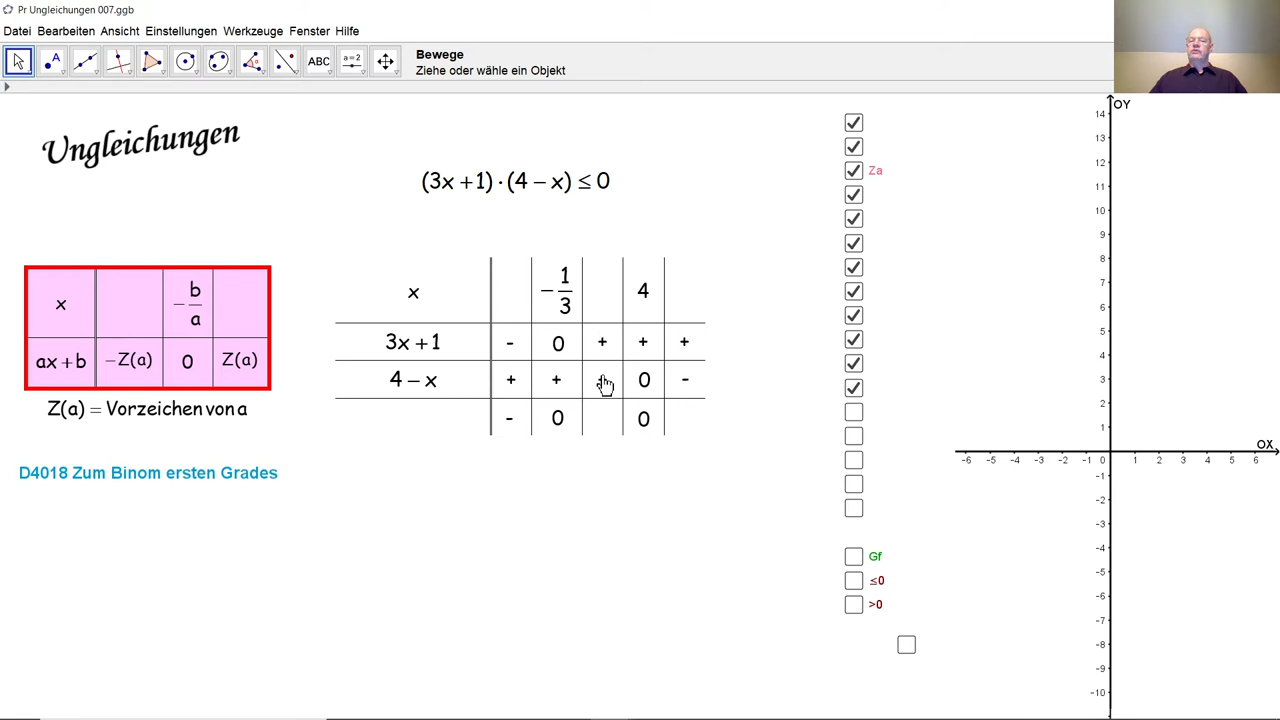 Pr Ungleichungen 007.ggb
Datei Bearbeiten Ansicht Einstellungen Werkzeuge Fenster Hilfe
A
ABC
a=2
Bewege
Ziehe oder wähle ein Objekt
Ungleichungen
(3x+1)·(4−x)≤0
x −b/a
ax+b −Z(a) 0 Z(a)
Z(a)=Vorzeichen von a
D4018 Zum Binom ersten Grades
x −1/3 4
3x+1 - 0 + + +
4−x + + 0 -
- 0 0
Za
Gf
≤0
>0
OY
14
13
12
11
10
9
8
7
6
5
4
3
2
1
OX
-6 -5 -4 -3 -2 -1 0 1 2 3 4 5 6
-1
-2
-3
-4
-5
-6
-7
-8
-9
-10